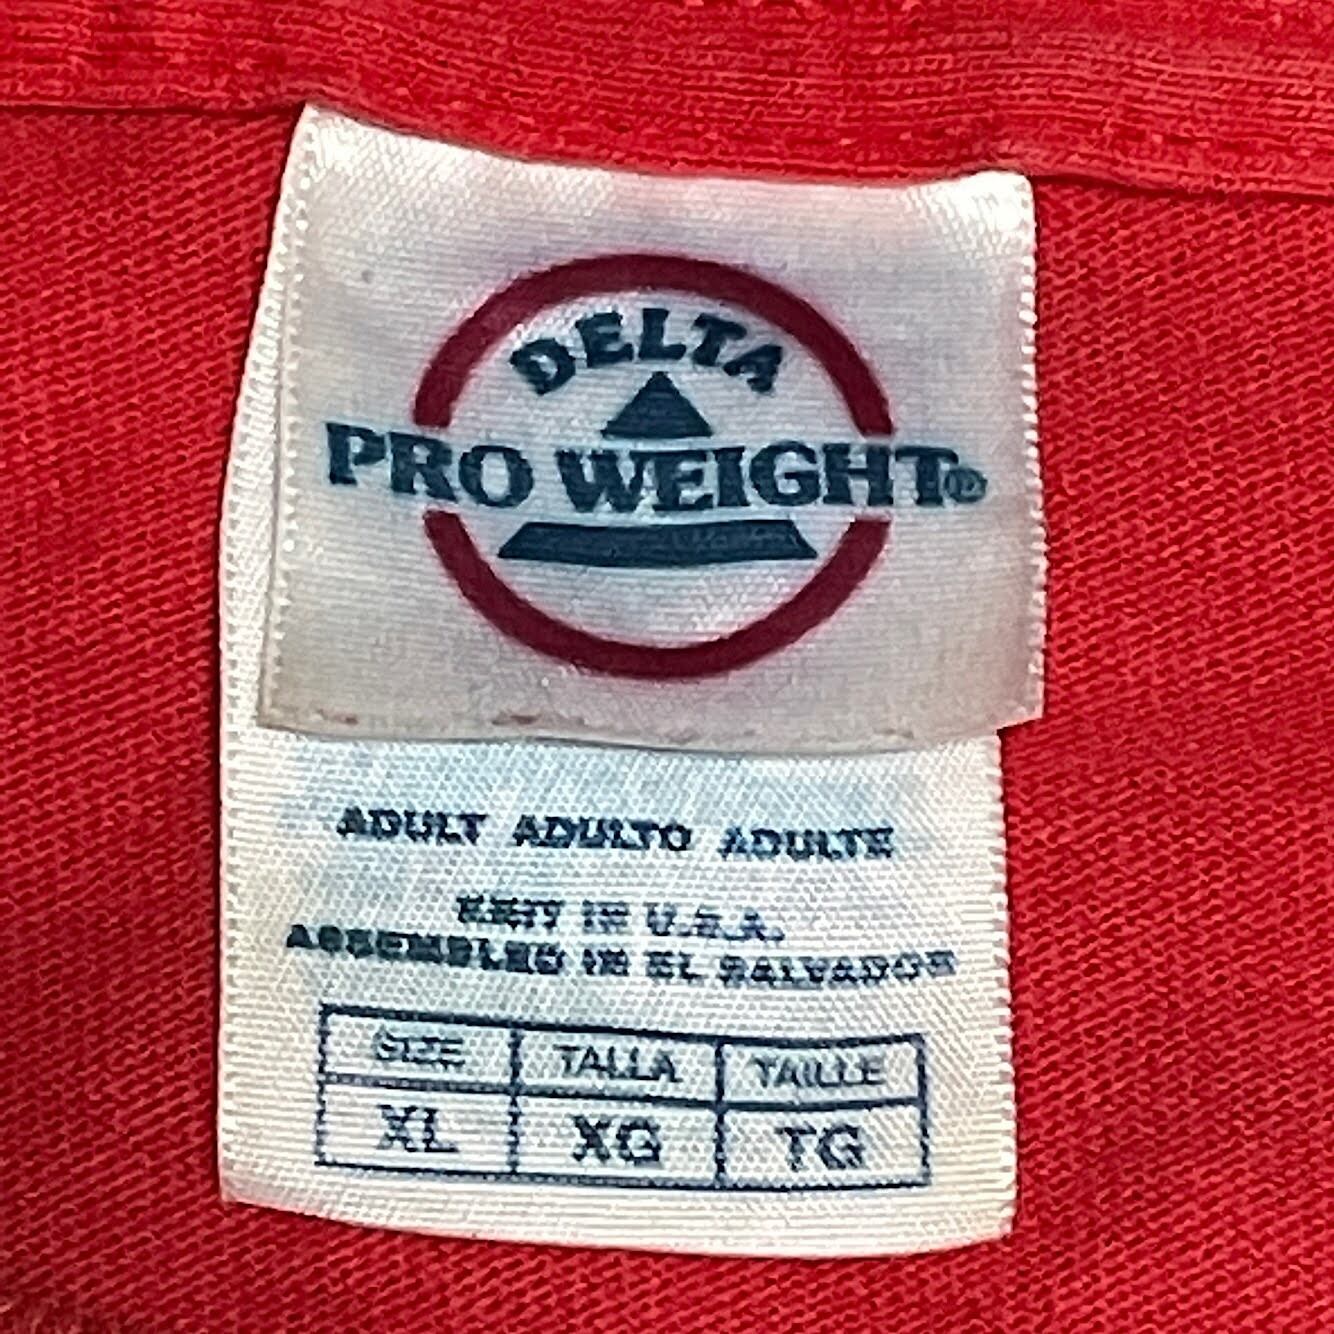 DELTA
PRO WEIGHT®
ADULT ADULTO ADULTE
KNIT IN U.S.A.
ASSEMBLED IN EL SALVADOR
SIZE TALLA TAILLE
XL XG TG